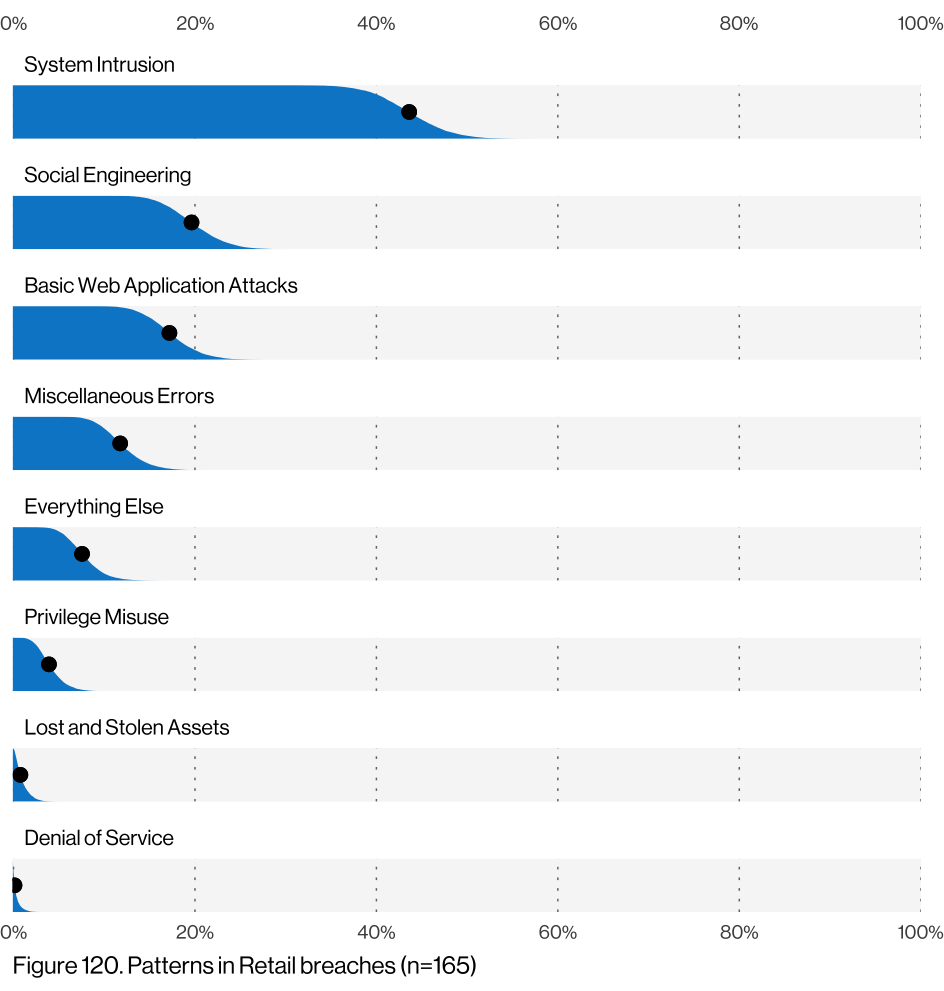 0% 20% 40% 60% 80% 100%
System Intrusion
Social Engineering
Basic Web Application Attacks
Miscellaneous Errors
Everything Else
Privilege Misuse
Lost and Stolen Assets
Denial of Service
0% 20% 40% 60% 80% 100%
Figure 120. Patterns in Retail breaches (n=165)